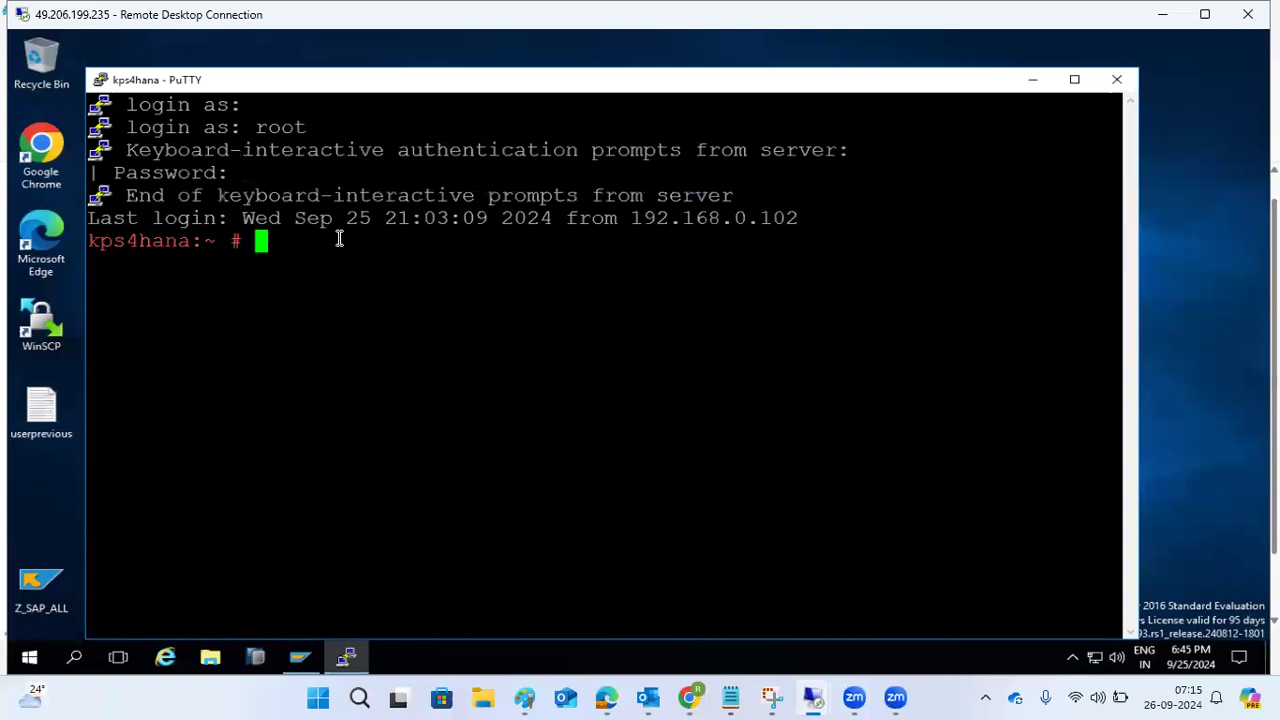 49.206.199.235 - Remote Desktop Connection
Recycle Bin
kps4hana - PuTTY
login as:
login as: root
Keyboard-interactive authentication prompts from server:
| Password:
End of keyboard-interactive prompts from server
Last login: Wed Sep 25 21:03:09 2024 from 192.168.0.102
kps4hana:~ #
Google
Chrome
Microsoft
Edge
WinSCP
userprevious
Z_SAP_ALL
2016 Standard Evaluation
License valid for 95 days
93.rs1_release.240812-1801
ENG
IN
6:45 PM
9/25/2024
24°
R
zm
zm
07:15
26-09-2024
PRE